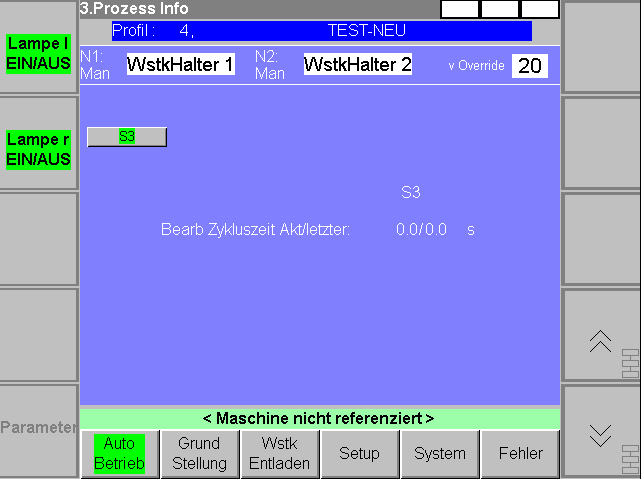 3.Prozess Info
Profil : 4, TEST-NEU
Lampe l
EIN/AUS
N1:
Man
WstkHalter 1
N2:
Man
WstkHalter 2
v Override 20
Lampe r
EIN/AUS
S3
S3
Bearb Zykluszeit Akt/letzter: 0.0/0.0 s
Parameter
< Maschine nicht referenziert >
Auto
Betrieb
Grund
Stellung
Wstk
Entladen
Setup
System
Fehler